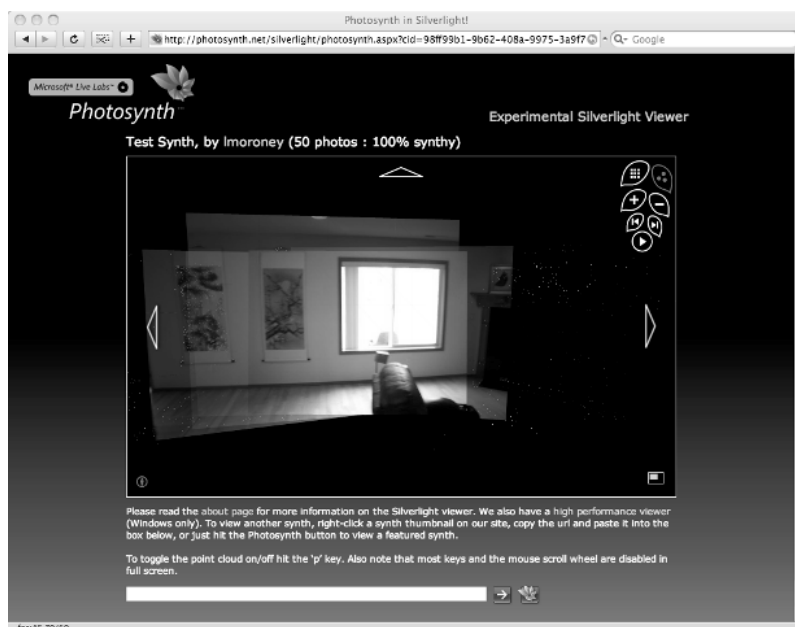 Photosynth in Silverlight!
http://photosynth.net/silverlight/photosynth.aspx?cid=98ff99b1-9b62-408a-9975-3a9f7
Google
Microsoft® Live Labs™
Photosynth™
Experimental Silverlight Viewer
Test Synth, by lmoroney (50 photos : 100% synthy)
Please read the about page for more information on the Silverlight viewer. We also have a high performance viewer
(Windows only). To view another synth, right-click a synth thumbnail on our site, copy the url and paste it into the
box below, or just hit the Photosynth button to view a featured synth.
To toggle the point cloud on/off hit the 'p' key. Also note that most keys and the mouse scroll wheel are disabled in
full screen.